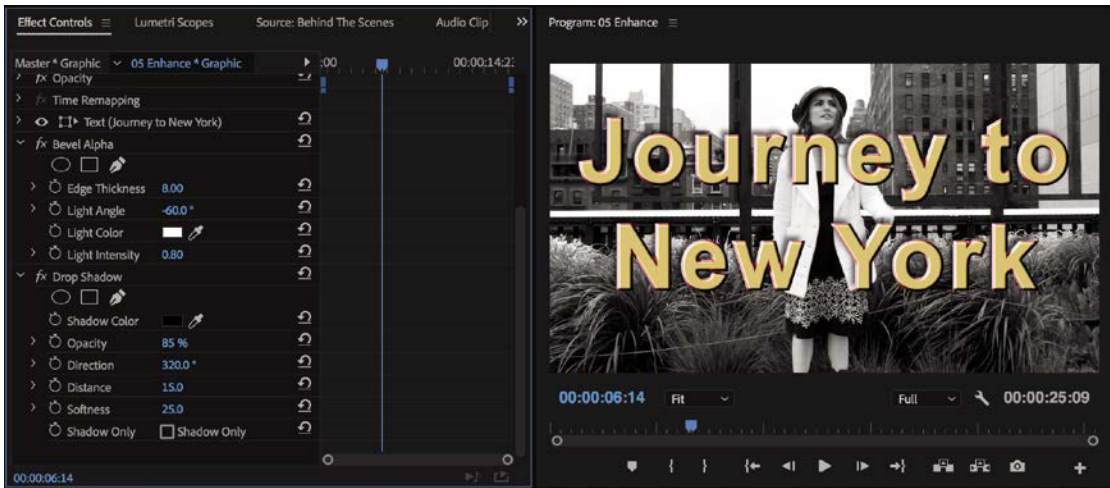 Effect Controls
Lumetri Scopes
Source: Behind The Scenes
Audio Clip
Master * Graphic
05 Enhance * Graphic
:00
00:00:14:23
fx Opacity
fx Time Remapping
Text (Journey to New York)
fx Bevel Alpha
Edge Thickness 8.00
Light Angle -60.0 °
Light Color
Light Intensity 0.80
fx Drop Shadow
Shadow Color
Opacity 85 %
Direction 320.0 °
Distance 15.0
Softness 25.0
Shadow Only Shadow Only
00:00:06:14
Program: 05 Enhance
Journey to
New York
00:00:06:14
Fit
Full
00:00:25:09